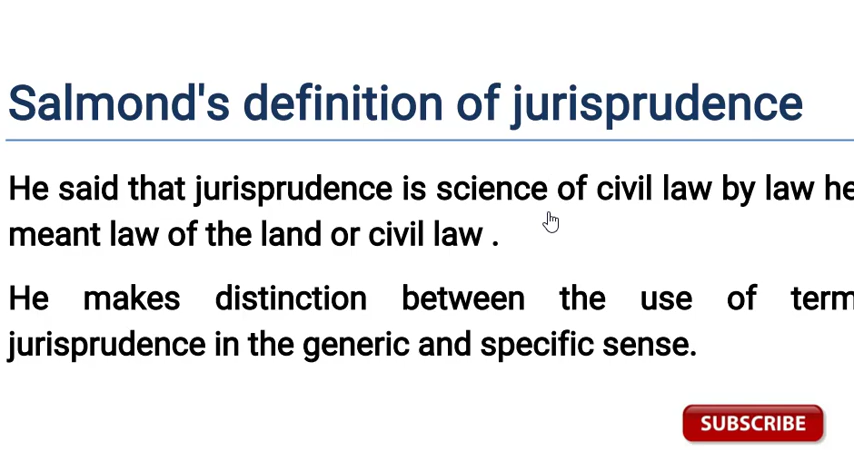 Salmond's definition of jurisprudence
He said that jurisprudence is science of civil law by law he
meant law of the land or civil law .
He makes distinction between the use of term
jurisprudence in the generic and specific sense.
SUBSCRIBE